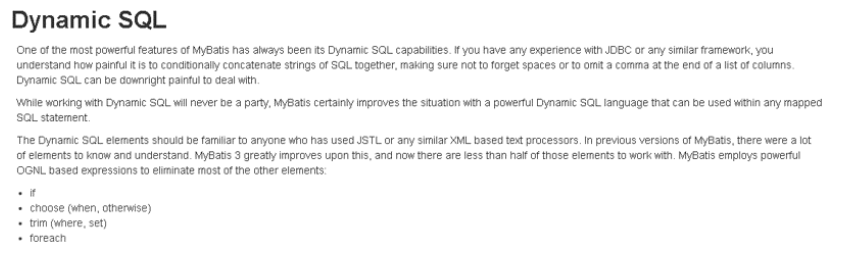 Dynamic SQL
One of the most powerful features of MyBatis has always been its Dynamic SQL capabilities. If you have any experience with JDBC or any similar framework, you
understand how painful it is to conditionally concatenate strings of SQL together, making sure not to forget spaces or to omit a comma at the end of a list of columns.
Dynamic SQL can be downright painful to deal with.
While working with Dynamic SQL will never be a party, MyBatis certainly improves the situation with a powerful Dynamic SQL language that can be used within any mapped
SQL statement.
The Dynamic SQL elements should be familiar to anyone who has used JSTL or any similar XML based text processors. In previous versions of MyBatis, there were a lot
of elements to know and understand. MyBatis 3 greatly improves upon this, and now there are less than half of those elements to work with. MyBatis employs powerful
OGNL based expressions to eliminate most of the other elements:
• if
• choose (when, otherwise)
• trim (where, set)
• foreach